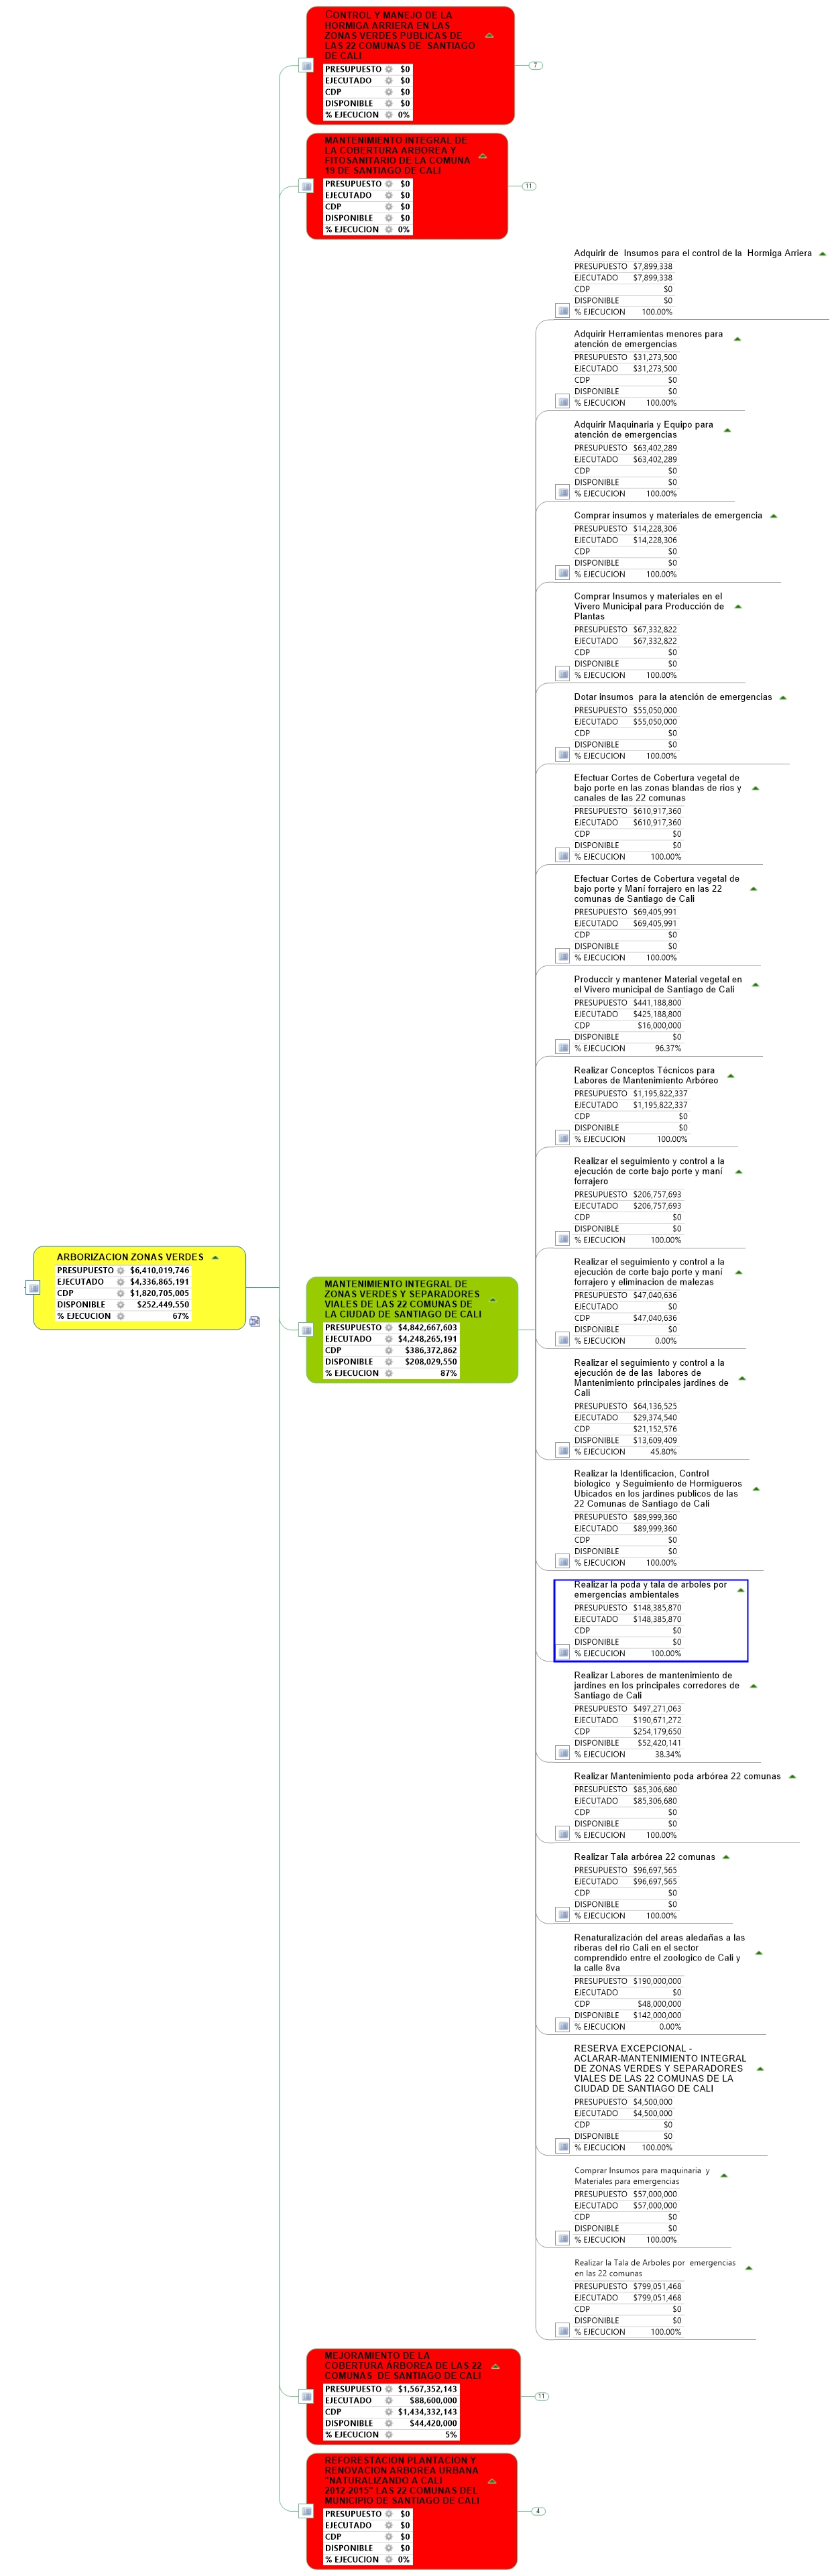 CONTROL Y MANEJO DE LA
HORMIGA ARRIERA EN LAS
ZONAS VERDES PUBLICAS DE
LAS 22 COMUNAS DE SANTIAGO
DE CALI
PRESUPUESTO $0
EJECUTADO $0
CDP $0
DISPONIBLE $0
% EJECUCION 0%
7
MANTENIMIENTO INTEGRAL DE
LA COBERTURA ARBOREA Y
FITOSANITARIO DE LA COMUNA
19 DE SANTIAGO DE CALI
PRESUPUESTO $0
EJECUTADO $0
CDP $0
DISPONIBLE $0
% EJECUCION 0%
11
Adquirir de Insumos para el control de la Hormiga Arriera
PRESUPUESTO $7,899,338
EJECUTADO $7,899,338
CDP $0
DISPONIBLE $0
% EJECUCION 100.00%
Adquirir Herramientas menores para
atención de emergencias
PRESUPUESTO $31,273,500
EJECUTADO $31,273,500
CDP $0
DISPONIBLE $0
% EJECUCION 100.00%
Adquirir Maquinaria y Equipo para
atención de emergencias
PRESUPUESTO $63,402,289
EJECUTADO $63,402,289
CDP $0
DISPONIBLE $0
% EJECUCION 100.00%
Comprar insumos y materiales de emergencia
PRESUPUESTO $14,228,306
EJECUTADO $14,228,306
CDP $0
DISPONIBLE $0
% EJECUCION 100.00%
Comprar Insumos y materiales en el
Vivero Municipal para Producción de
Plantas
PRESUPUESTO $67,332,822
EJECUTADO $67,332,822
CDP $0
DISPONIBLE $0
% EJECUCION 100.00%
Dotar insumos para la atención de emergencias
PRESUPUESTO $55,050,000
EJECUTADO $55,050,000
CDP $0
DISPONIBLE $0
% EJECUCION 100.00%
Efectuar Cortes de Cobertura vegetal de
bajo porte en las zonas blandas de rios y
canales de las 22 comunas
PRESUPUESTO $610,917,360
EJECUTADO $610,917,360
CDP $0
DISPONIBLE $0
% EJECUCION 100.00%
Efectuar Cortes de Cobertura vegetal de
bajo porte y Maní forrajero en las 22
comunas de Santiago de Cali
PRESUPUESTO $69,405,991
EJECUTADO $69,405,991
CDP $0
DISPONIBLE $0
% EJECUCION 100.00%
Produccir y mantener Material vegetal en
el Vivero municipal de Santiago de Cali
PRESUPUESTO $441,188,800
EJECUTADO $425,188,800
CDP $16,000,000
DISPONIBLE $0
% EJECUCION 96.37%
Realizar Conceptos Técnicos para
Labores de Mantenimiento Arbóreo
PRESUPUESTO $1,195,822,337
EJECUTADO $1,195,822,337
CDP $0
DISPONIBLE $0
% EJECUCION 100.00%
Realizar el seguimiento y control a la
ejecución de corte bajo porte y maní
forrajero
PRESUPUESTO $206,757,693
EJECUTADO $206,757,693
CDP $0
DISPONIBLE $0
% EJECUCION 100.00%
Realizar el seguimiento y control a la
ejecución de corte bajo porte y maní
forrajero y eliminacion de malezas
PRESUPUESTO $47,040,636
EJECUTADO $0
CDP $47,040,636
DISPONIBLE $0
% EJECUCION 0.00%
Realizar el seguimiento y control a la
ejecución de de las labores de
Mantenimiento principales jardines de
Cali
PRESUPUESTO $64,136,525
EJECUTADO $29,374,540
CDP $21,152,576
DISPONIBLE $13,609,409
% EJECUCION 45.80%
Realizar la Identificacion, Control
biologico y Seguimiento de Hormigueros
Ubicados en los jardines publicos de las
22 Comunas de Santiago de Cali
PRESUPUESTO $89,999,360
EJECUTADO $89,999,360
CDP $0
DISPONIBLE $0
% EJECUCION 100.00%
Realizar la poda y tala de arboles por
emergencias ambientales
PRESUPUESTO $148,385,870
EJECUTADO $148,385,870
CDP $0
DISPONIBLE $0
% EJECUCION 100.00%
Realizar Labores de mantenimiento de
jardines en los principales corredores de
Santiago de Cali
PRESUPUESTO $497,271,063
EJECUTADO $190,671,272
CDP $254,179,650
DISPONIBLE $52,420,141
% EJECUCION 38.34%
Realizar Mantenimiento poda arbórea 22 comunas
PRESUPUESTO $85,306,680
EJECUTADO $85,306,680
CDP $0
DISPONIBLE $0
% EJECUCION 100.00%
Realizar Tala arbórea 22 comunas
PRESUPUESTO $96,697,565
EJECUTADO $96,697,565
CDP $0
DISPONIBLE $0
% EJECUCION 100.00%
Renaturalización del areas aledañas a las
riberas del rio Cali en el sector
comprendido entre el zoologico de Cali y
la calle 8va
PRESUPUESTO $190,000,000
EJECUTADO $0
CDP $48,000,000
DISPONIBLE $142,000,000
% EJECUCION 0.00%
RESERVA EXCEPCIONAL -
ACLARAR-MANTENIMIENTO INTEGRAL
DE ZONAS VERDES Y SEPARADORES
VIALES DE LAS 22 COMUNAS DE LA
CIUDAD DE SANTIAGO DE CALI
PRESUPUESTO $4,500,000
EJECUTADO $4,500,000
CDP $0
DISPONIBLE $0
% EJECUCION 100.00%
Comprar Insumos para maquinaria y
Materiales para emergencias
PRESUPUESTO $57,000,000
EJECUTADO $57,000,000
CDP $0
DISPONIBLE $0
% EJECUCION 100.00%
Realizar la Tala de Arboles por emergencias
en las 22 comunas
PRESUPUESTO $799,051,468
EJECUTADO $799,051,468
CDP $0
DISPONIBLE $0
% EJECUCION 100.00%
ARBORIZACION ZONAS VERDES
PRESUPUESTO $6,410,019,746
EJECUTADO $4,336,865,191
CDP $1,820,705,005
DISPONIBLE $252,449,550
% EJECUCION 67%
MANTENIMIENTO INTEGRAL DE
ZONAS VERDES Y SEPARADORES
VIALES DE LAS 22 COMUNAS DE
LA CIUDAD DE SANTIAGO DE CALI
PRESUPUESTO $4,842,667,603
EJECUTADO $4,248,265,191
CDP $386,372,862
DISPONIBLE $208,029,550
% EJECUCION 87%
MEJORAMIENTO DE LA
COBERTURA ÁRBOREA DE LAS 22
COMUNAS DE SANTIAGO DE CALI
PRESUPUESTO $1,567,352,143
EJECUTADO $88,600,000
CDP $1,434,332,143
DISPONIBLE $44,420,000
% EJECUCION 5%
11
REFORESTACION PLANTACION Y
RENOVACION ARBOREA URBANA
"NATURALIZANDO A CALI
2012-2015" LAS 22 COMUNAS DEL
MUNICIPIO DE SANTIAGO DE CALI
PRESUPUESTO $0
EJECUTADO $0
CDP $0
DISPONIBLE $0
% EJECUCION 0%
4